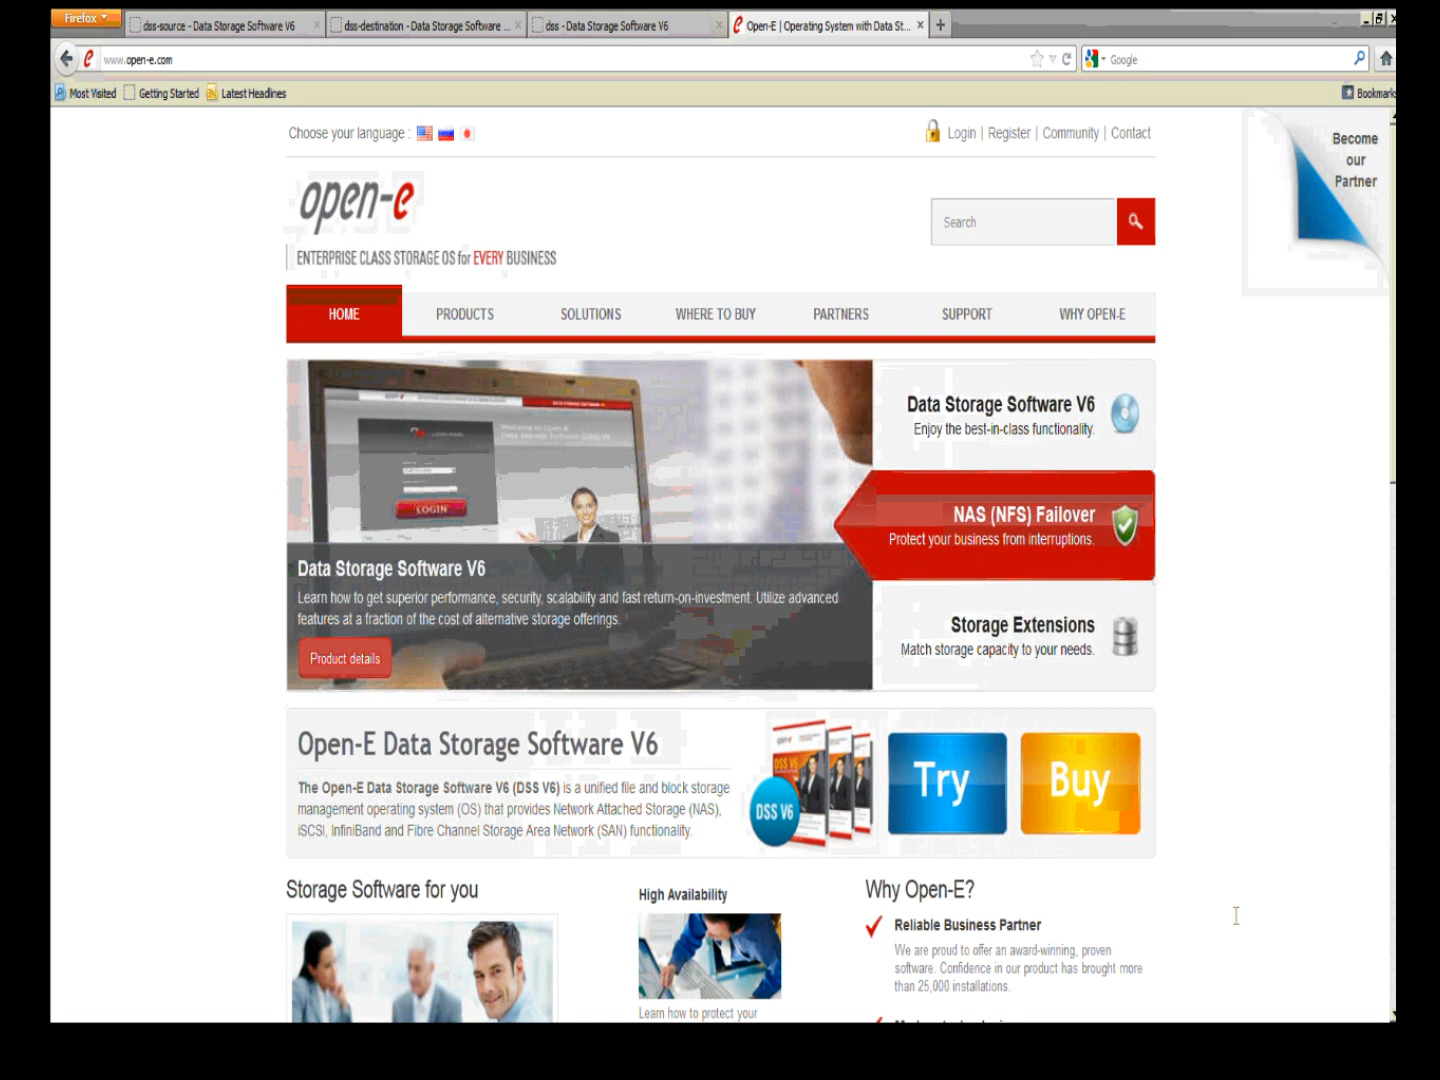 Firefox
dss-source - Data Storage Software V6
dss-destination - Data Storage Software ...
dss - Data Storage Software V6
Open-E | Operating System with Data St...
www.open-e.com
Google
Most Visited
Getting Started
Latest Headlines
Bookmark
Choose your language :
Login | Register | Community | Contact
Become
our
Partner
open-e
Search
ENTERPRISE CLASS STORAGE OS for EVERY BUSINESS
HOME
PRODUCTS
SOLUTIONS
WHERE TO BUY
PARTNERS
SUPPORT
WHY OPEN-E
LOGIN
Data Storage Software V6
Learn how to get superior performance, security, scalability and fast return-on-investment. Utilize advanced
features at a fraction of the cost of alternative storage offerings.
Product details
Data Storage Software V6
Enjoy the best-in-class functionality.
NAS (NFS) Failover
Protect your business from interruptions.
Storage Extensions
Match storage capacity to your needs.
Open-E Data Storage Software V6
The Open-E Data Storage Software V6 (DSS V6) is a unified file and block storage
management operating system (OS) that provides Network Attached Storage (NAS),
iSCSI, InfiniBand and Fibre Channel Storage Area Network (SAN) functionality.
DSS V6
DSS V6
Try
Buy
Storage Software for you
High Availability
Learn how to protect your
Why Open-E?
Reliable Business Partner
We are proud to offer an award-winning, proven
software. Confidence in our product has brought more
than 25,000 installations.